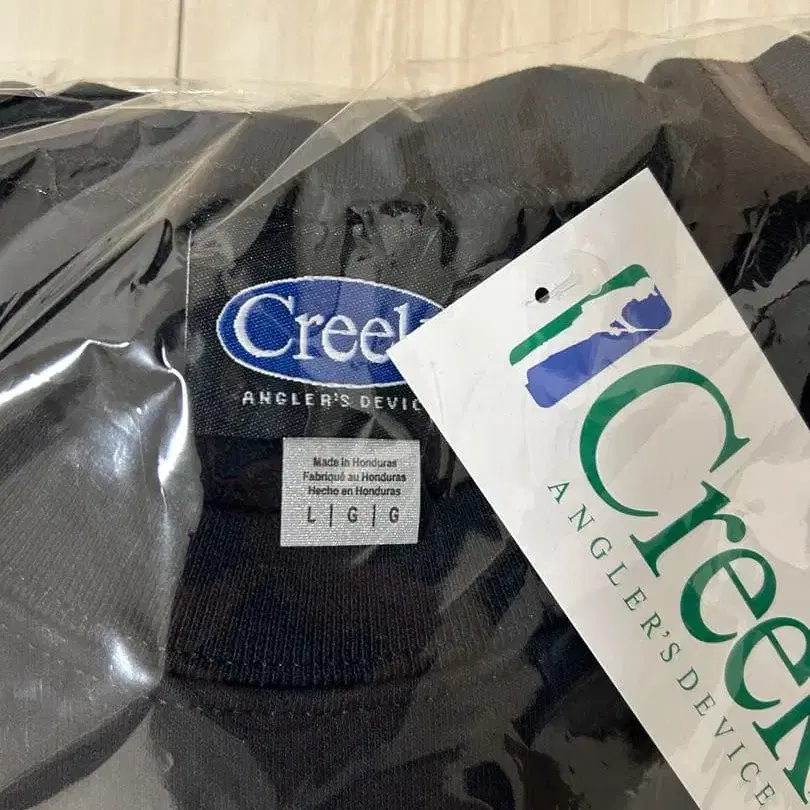 Creek
ANGLER'S DEVIC
Made in Honduras
Fabriqué au Honduras
Hecho en Honduras
L | G | G
Creek
ANGLER'S DEVICE